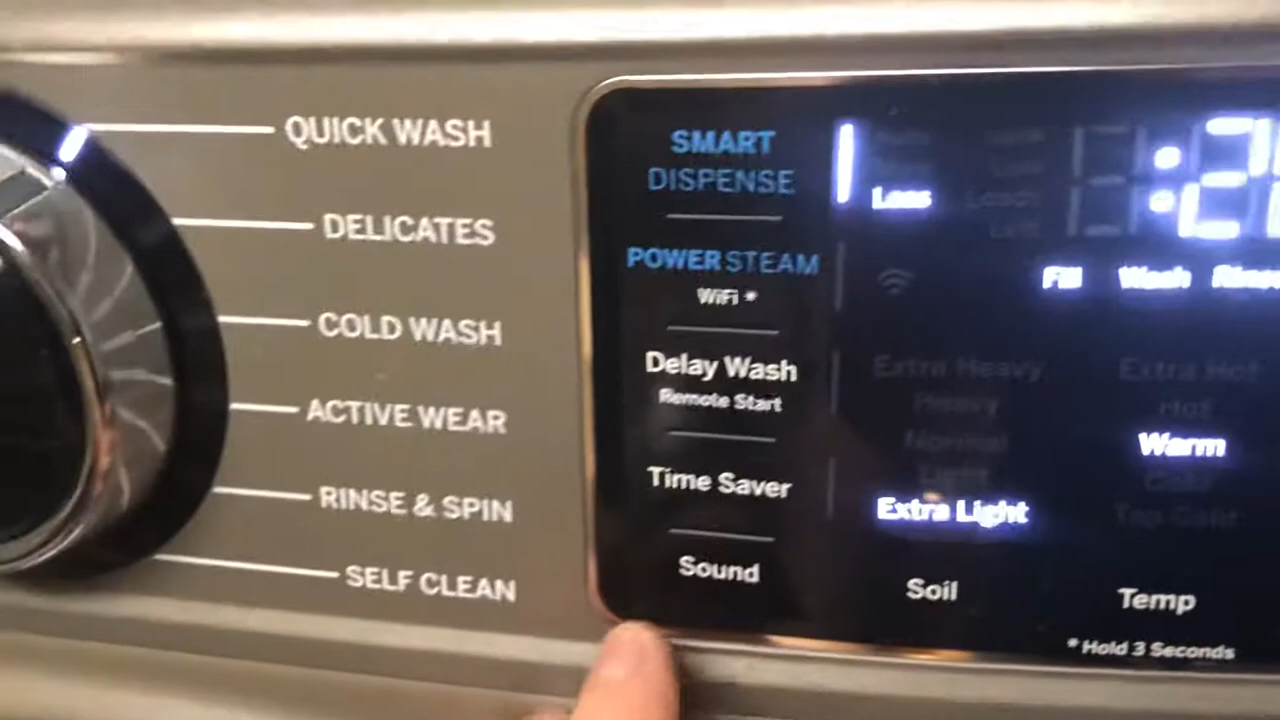 QUICK WASH
DELICATES
COLD WASH
ACTIVE WEAR
RINSE & SPIN
SELF CLEAN
SMART
DISPENSE
POWERSTEAM
WiFi *
Delay Wash
Remote Start
Time Saver
Sound
Less
Fill Wash Rinse
Extra Heavy
Heavy
Normal
Light
Extra Light
Soil
Extra Hot
Hot
Warm
Cold
Tap Cold
Temp
* Hold 3 Seconds